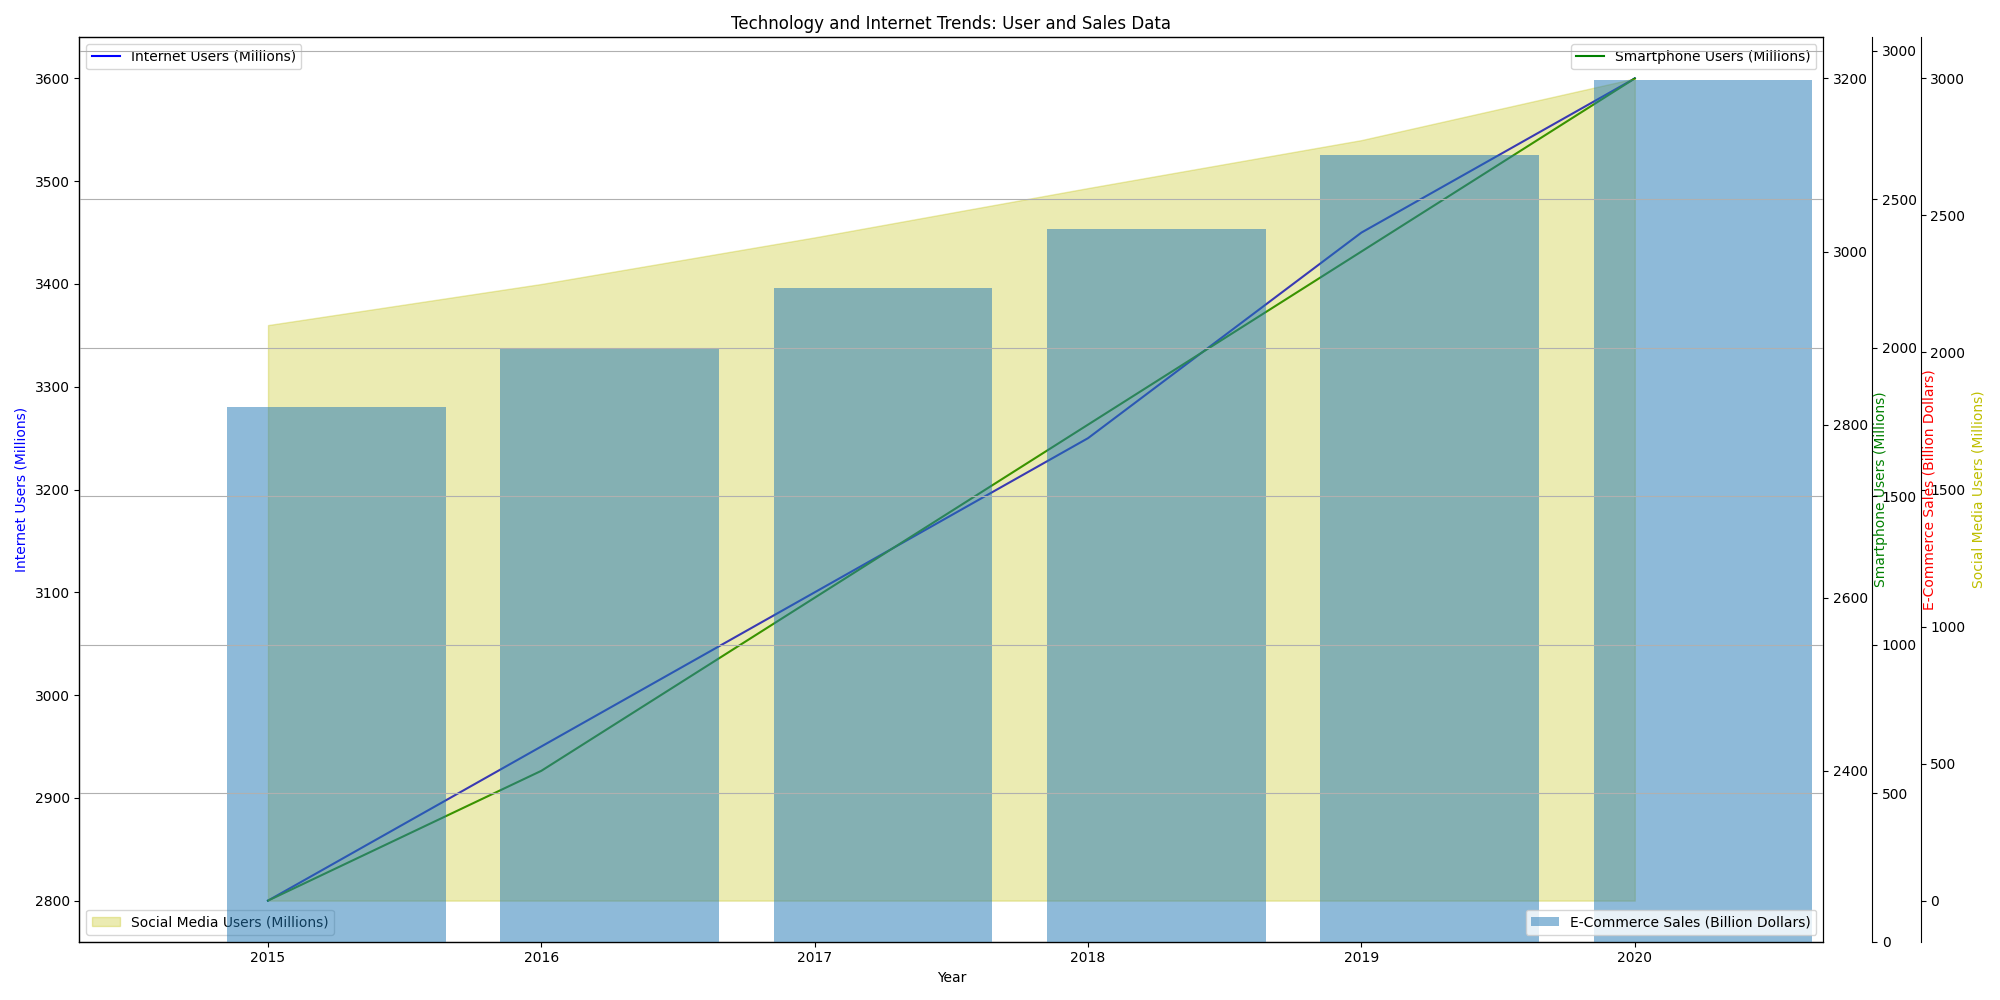 Technology and Internet Trends: User and Sales Data
Internet Users (Millions)
Smartphone Users (Millions)
Social Media Users (Millions)
E-Commerce Sales (Billion Dollars)
Internet Users (Millions)
3600
3500
3400
3300
3200
3100
3000
2900
2800
2015 2016 2017 2018 2019 2020
Year
3200
3000
2800
2600
2400
Smartphone Users (Millions)
3000
2500
2000
1500
1000
500
0
E-Commerce Sales (Billion Dollars)
3000
2500
2000
1500
1000
500
0
Social Media Users (Millions)